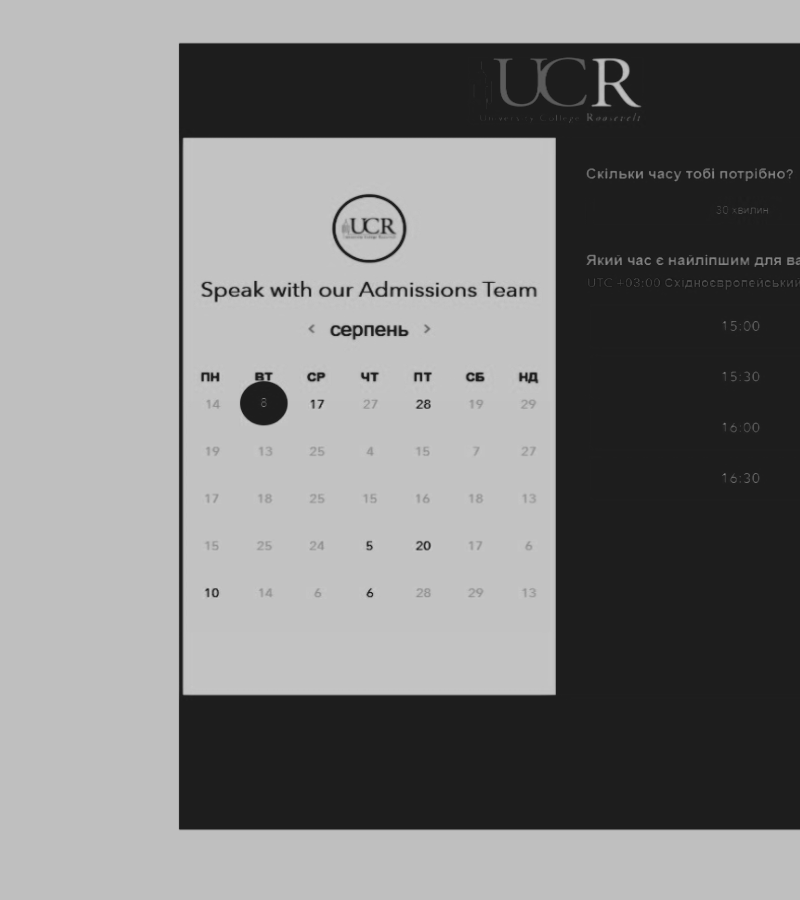 UCR
University College Roosevelt
UCR
Speak with our Admissions Team
< серпень >
ПН ВТ СР ЧТ ПТ СБ НД
14 8 17 27 28 19 29
19 13 25 4 15 7 27
17 18 25 15 16 18 13
15 25 24 5 20 17 6
10 14 6 6 28 29 13
Скільки часу тобі потрібно?
30 хвилин
Який час є найліпшим для ва
UTC +03:00 Східноєвропейський
15:00
15:30
16:00
16:30